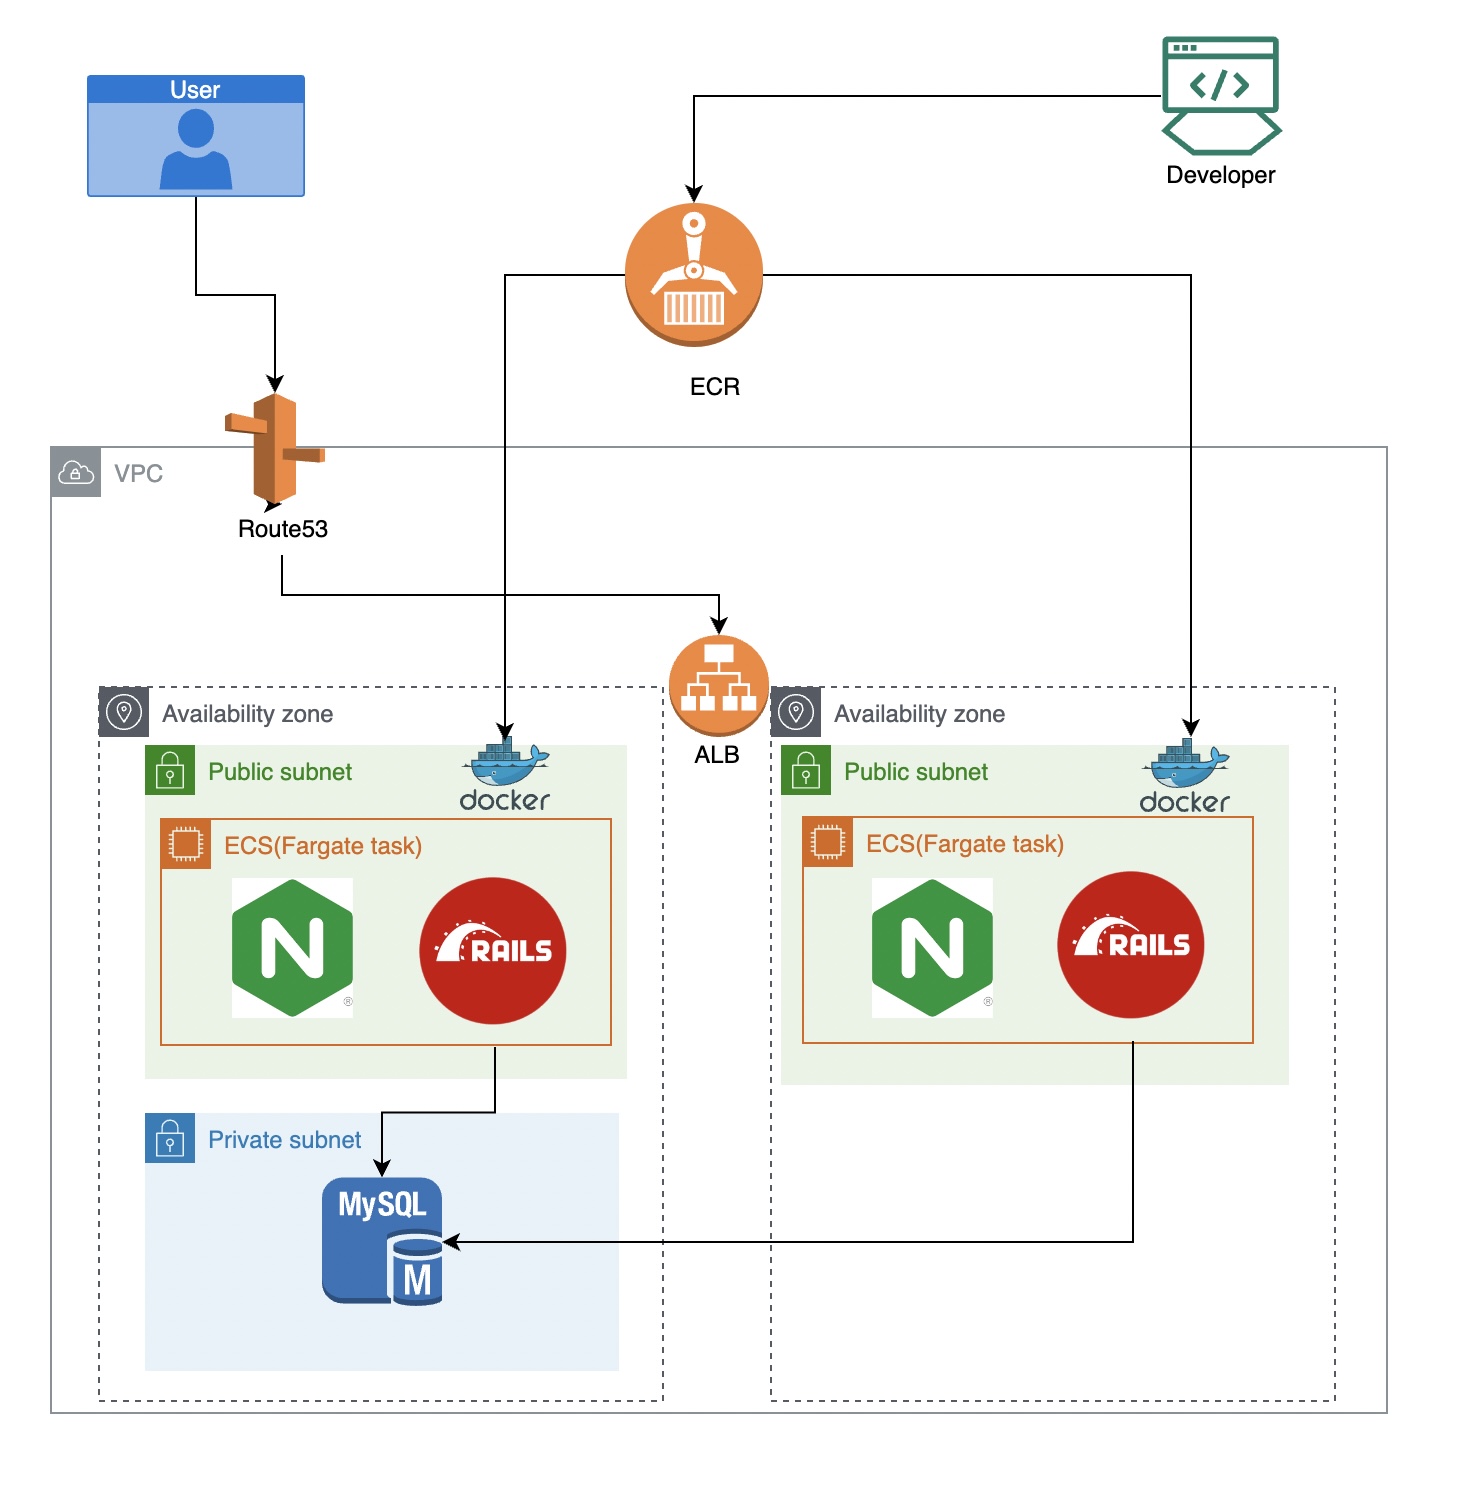 User
Developer
ECR
VPC
Route53
ALB
Availability zone
Public subnet
docker
ECS(Fargate task)
N
®
RAILS
Private subnet
MySQL
M
Availability zone
Public subnet
docker
ECS(Fargate task)
N
®
RAILS